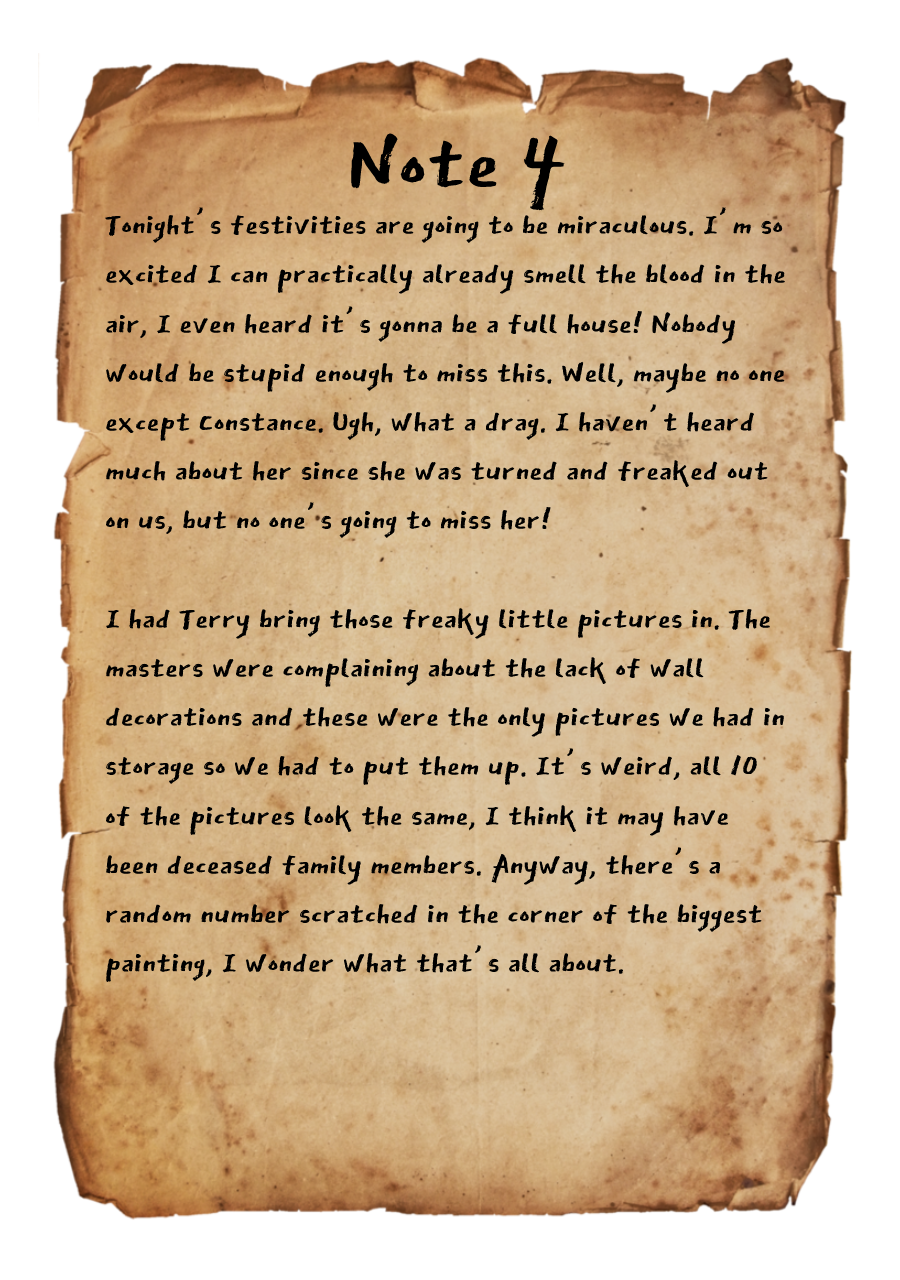 Note 4
Tonight's festivities are going to be miraculous. I'm so
excited I can practically already smell the blood in the
air, I even heard it's gonna be a full house! Nobody
would be stupid enough to miss this. Well, maybe no one
except Constance. Ugh, what a drag. I haven't heard
much about her since she was turned and freaked out
on us, but no one's going to miss her!
I had Terry bring those freaky little pictures in. The
masters were complaining about the lack of wall
decorations and these were the only pictures we had in
storage so we had to put them up. It's weird, all 10
of the pictures look the same, I think it may have
been deceased family members. Anyway, there's a
random number scratched in the corner of the biggest
painting, I wonder what that's all about.